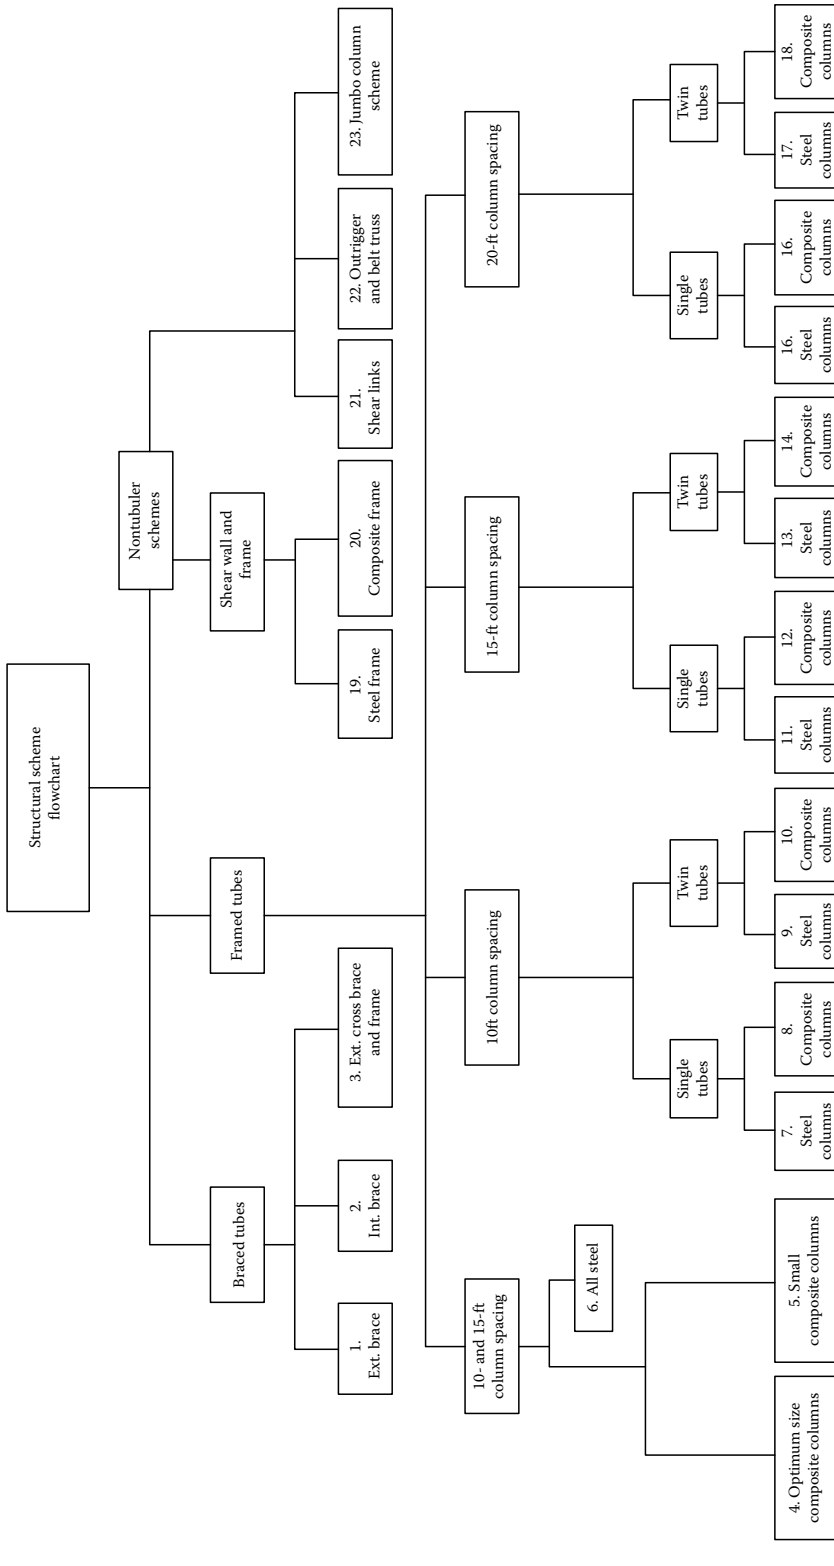 Structural scheme
flowchart
Braced tubes
Framed tubes
Nontubuler
schemes
1.
Ext. brace
2.
Int. brace
3. Ext. cross brace
and frame
Shear wall and
frame
19.
Steel frame
20.
Composite frame
21.
Shear links
22. Outrigger
and belt truss
23. Jumbo column
scheme
10- and 15-ft
column spacing
10ft column spacing
15-ft column spacing
20-ft column spacing
6. All steel
4. Optimum size
composite columns
5. Small
composite columns
Single
tubes
Twin
tubes
Single
tubes
Twin
tubes
Single
tubes
Twin
tubes
7.
Steel
columns
8.
Composite
columns
9.
Steel
columns
10.
Composite
columns
11.
Steel
columns
12.
Composite
columns
13.
Steel
columns
14.
Composite
columns
16.
Steel
columns
16.
Composite
columns
17.
Steel
columns
18.
Composite
columns